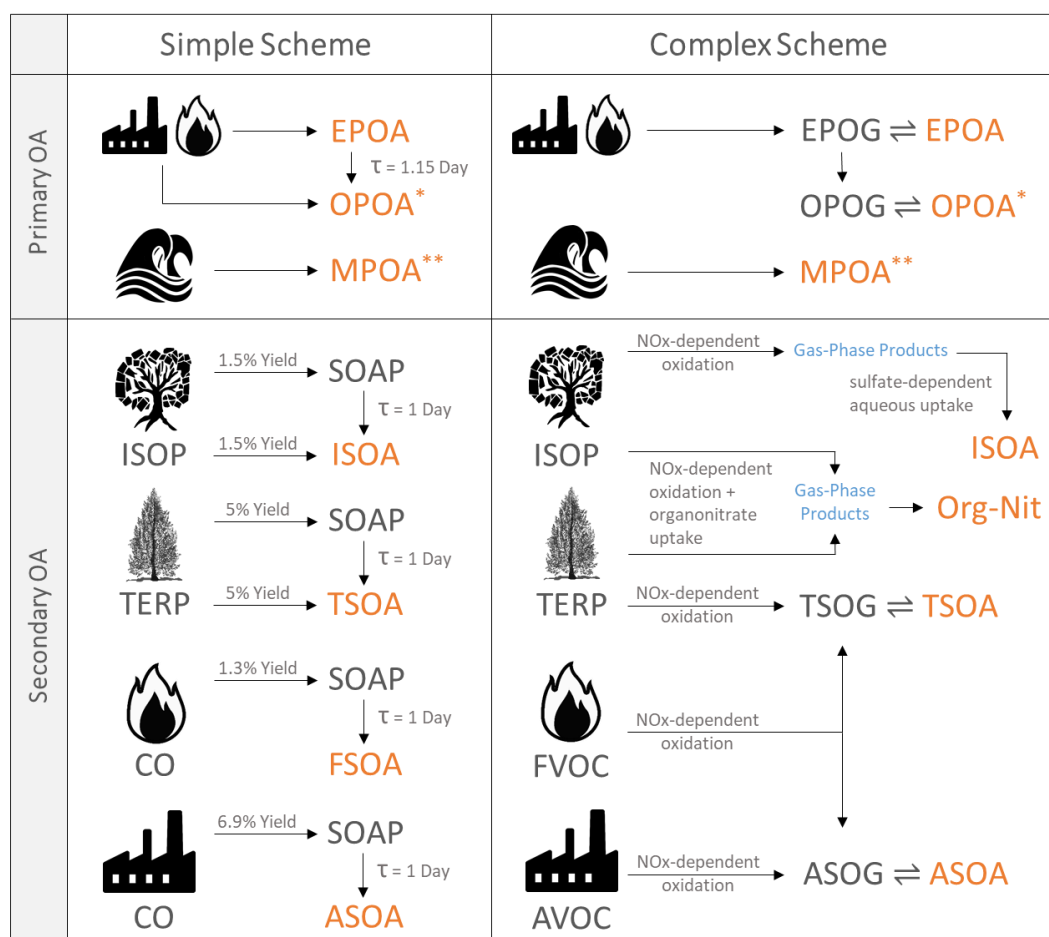 Simple Scheme
Complex Scheme
Primary OA
EPOA
τ = 1.15 Day
OPOA*
MPOA**
EPOG ⇌ EPOA
OPOG ⇌ OPOA*
MPOA**
Secondary OA
1.5% Yield
SOAP
τ = 1 Day
ISOP
1.5% Yield
ISOA
5% Yield
SOAP
τ = 1 Day
TERP
5% Yield
TSOA
1.3% Yield
SOAP
τ = 1 Day
CO
FSOA
6.9% Yield
SOAP
τ = 1 Day
CO
ASOA
NOx-dependent
oxidation
Gas-Phase Products
sulfate-dependent
aqueous uptake
ISOA
ISOP
NOx-dependent
oxidation +
organonitrate
uptake
Gas-Phase
Products
Org-Nit
TERP
NOx-dependent
oxidation
TSOG ⇌ TSOA
NOx-dependent
oxidation
FVOC
NOx-dependent
oxidation
ASOG ⇌ ASOA
AVOC